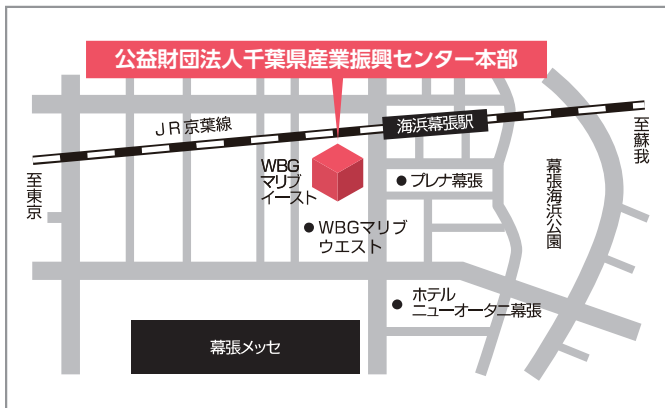 公益財団法人千葉県産業振興センター本部
JR京葉線
海浜幕張駅
至蘇我
至東京
WBG
マリブ
イースト
プレナ幕張
幕張海浜公園
WBGマリブ
ウエスト
ホテル
ニューオータニ幕張
幕張メッセ